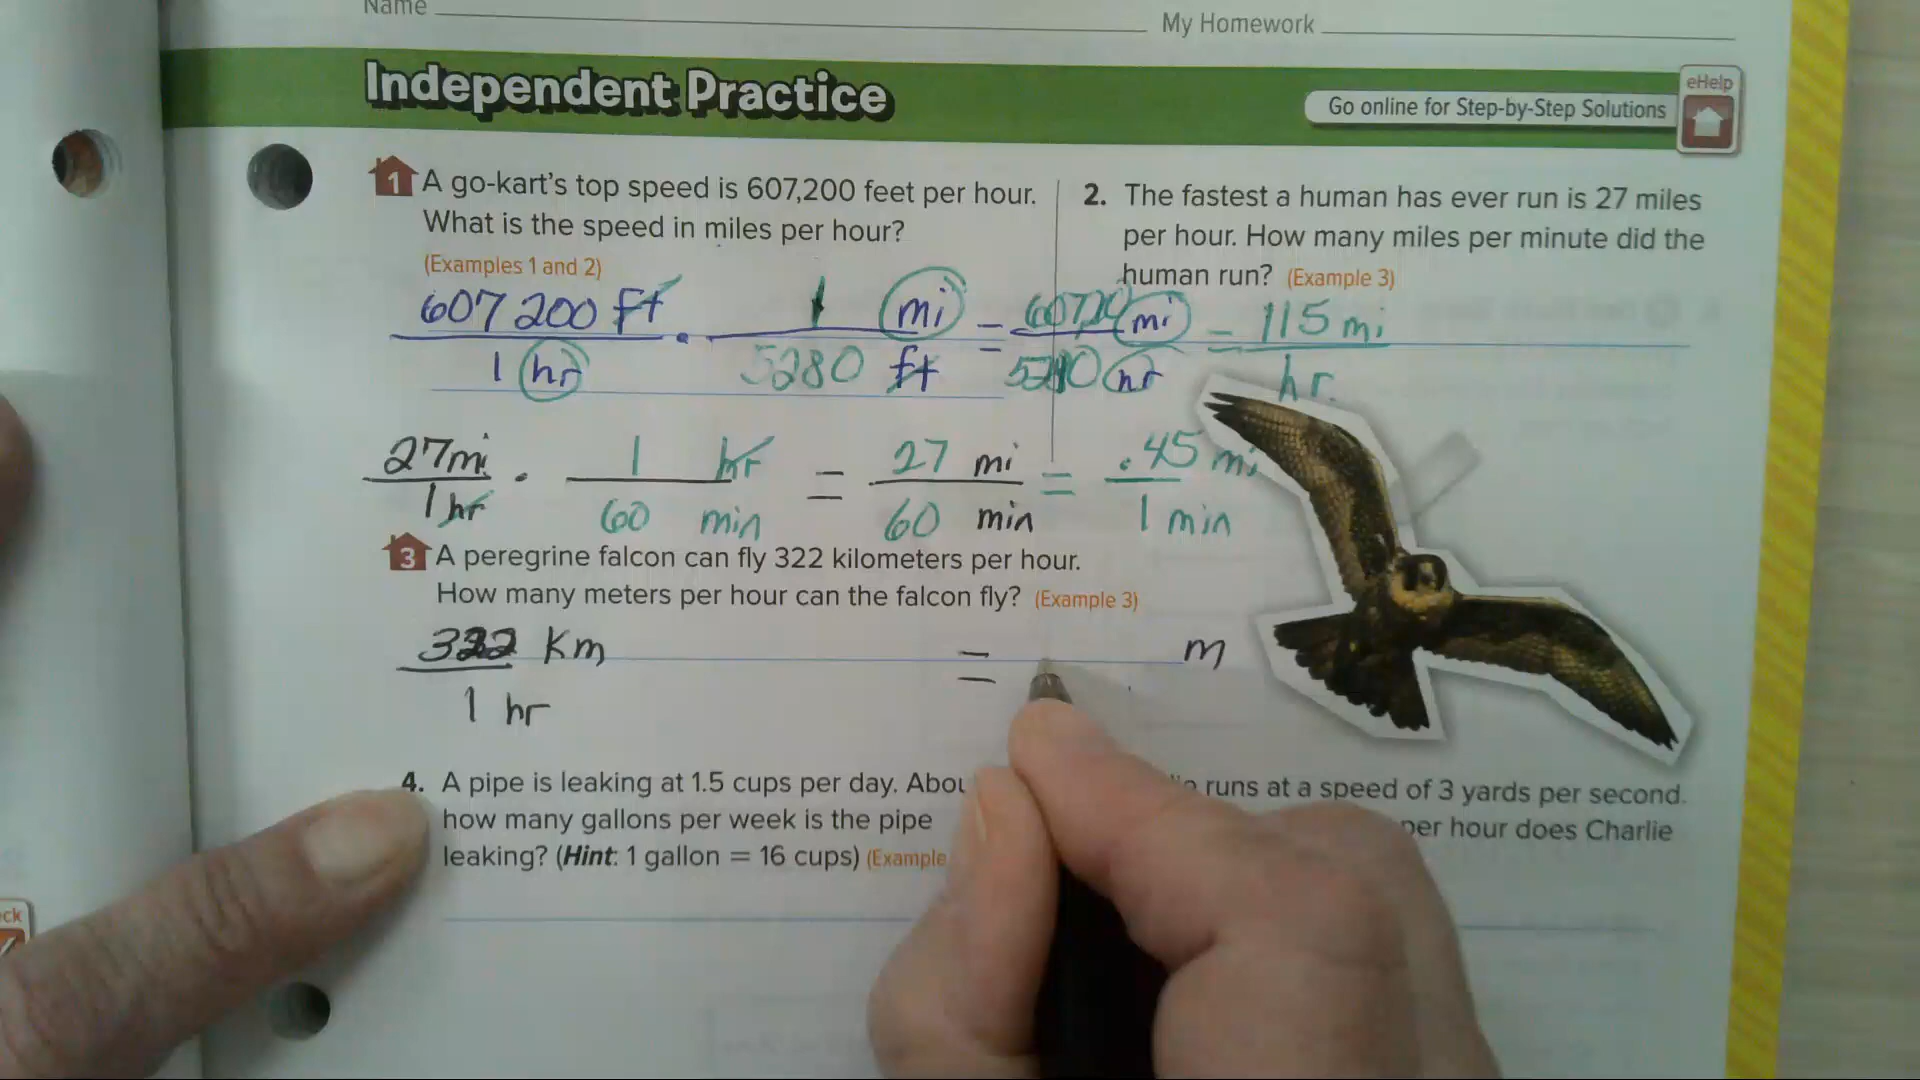 Name
My Homework
Independent Practice
Go online for Step-by-Step Solutions
eHelp
1 A go-kart's top speed is 607,200 feet per hour.
What is the speed in miles per hour?
(Examples 1 and 2)
607 200 ft · 1 mi = mi = 115 mi
1 hr 5280 ft hr hr.
2. The fastest a human has ever run is 27 miles
per hour. How many miles per minute did the
human run? (Example 3)
27 mi · 1 hr = 27 mi = .45 mi
1 hr 60 min 60 min 1 min
3 A peregrine falcon can fly 322 kilometers per hour.
How many meters per hour can the falcon fly? (Example 3)
322 Km = m
1 hr
4. A pipe is leaking at 1.5 cups per day.
how many gallons per week is the pipe
leaking? (Hint: 1 gallon = 16 cups) (Example
runs at a speed of 3 yards per second.
per hour does Charlie
ck